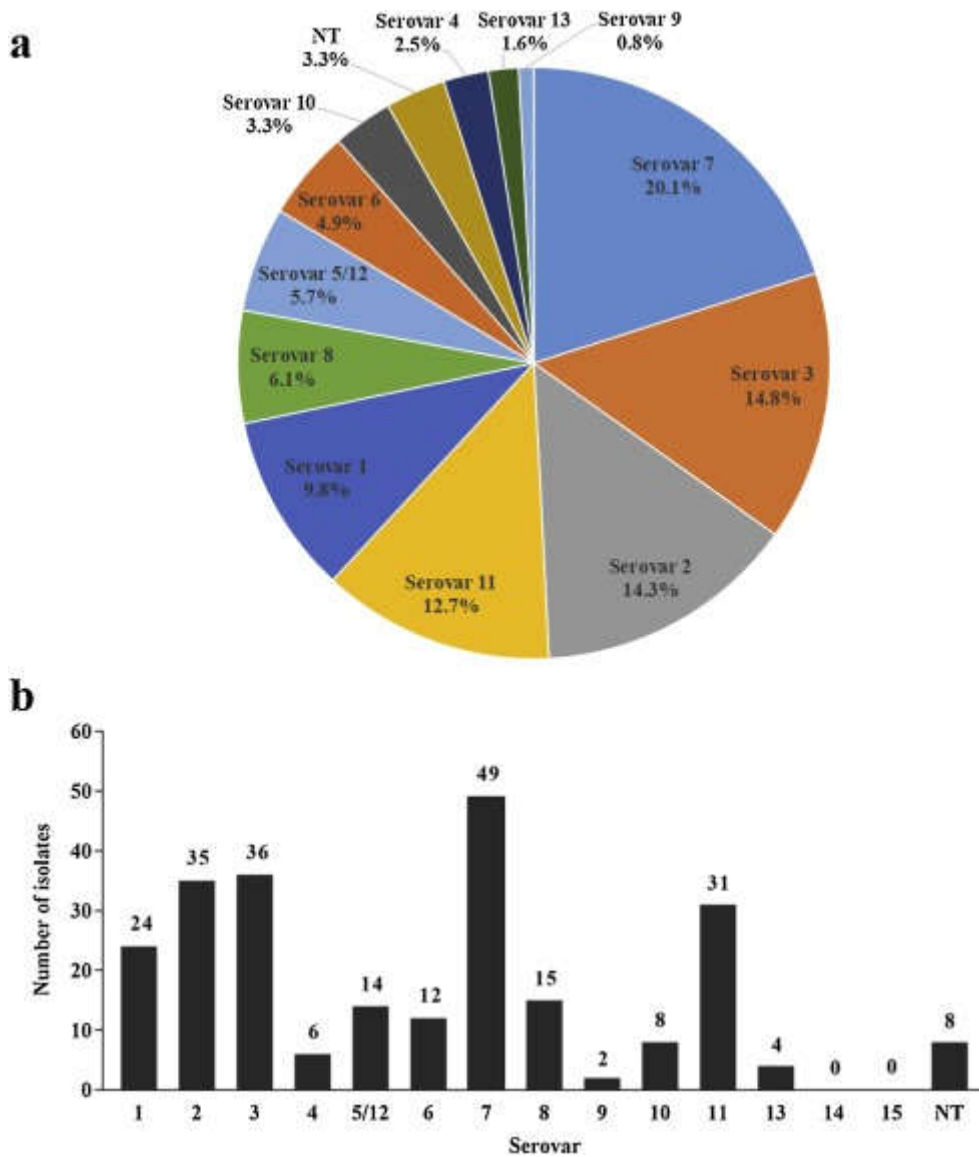 a
Serovar 4
2.5%
Serovar 13
1.6%
Serovar 9
0.8%
NT
3.3%
Serovar 10
3.3%
Serovar 7
20.1%
Serovar 6
4.9%
Serovar 5/12
5.7%
Serovar 8
6.1%
Serovar 3
14.8%
Serovar 1
9.8%
Serovar 2
14.3%
Serovar 11
12.7%
b
Number of isolates
60
50
40
30
20
10
0
24
35
36
6
14
12
49
15
2
8
31
4
0
0
8
1 2 3 4 5/12 6 7 8 9 10 11 13 14 15 NT
Serovar